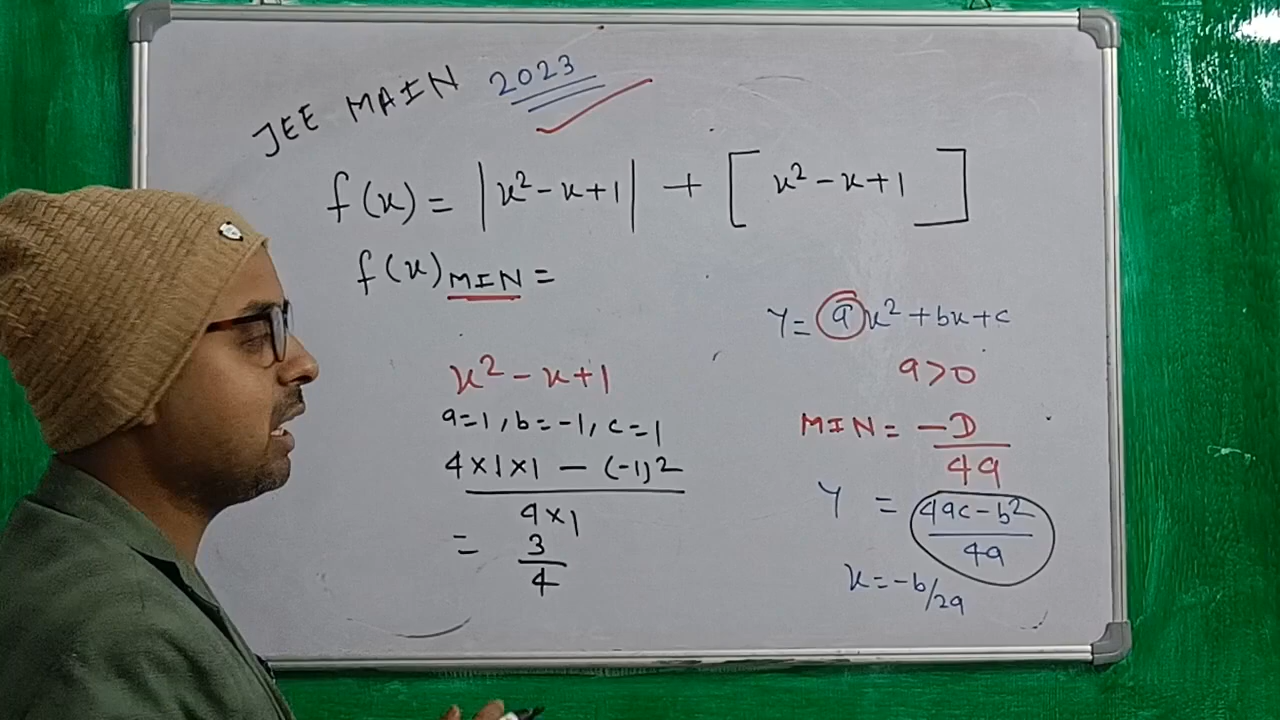 JEE MAIN 2023
f(x) = |x² - x + 1| + [x² - x + 1]
f(x)MIN =
x² - x + 1
a=1, b=-1, c=1
4×1×1 - (-1)2
4×1
= 3
4
Y = ax² + bx + c
a>0
MIN = -D
4a
Y = 4ac - b²
4a
x = -b/2a